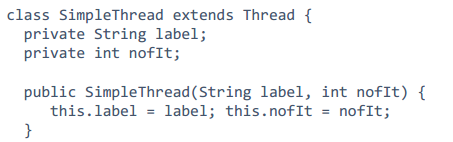 class SimpleThread extends Thread {
  private String label;
  private int nofIt;

  public SimpleThread(String label, int nofIt) {
     this.label = label; this.nofIt = nofIt;
  }